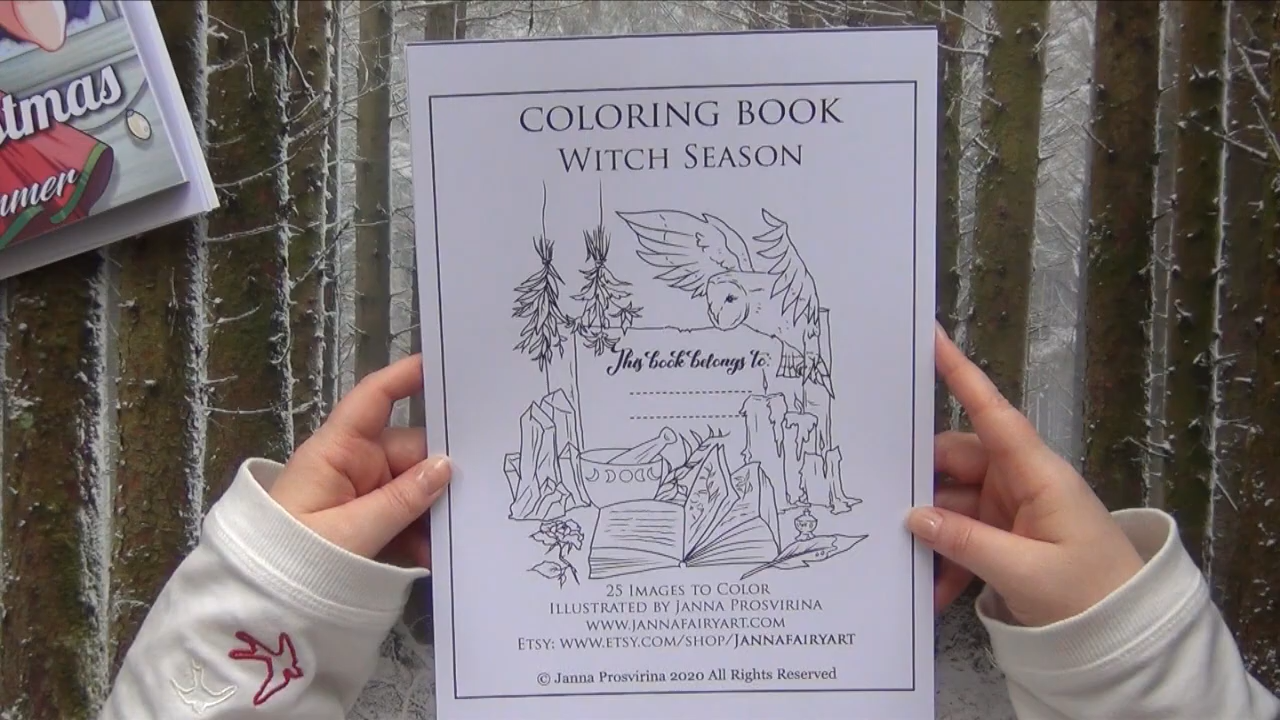 COLORING BOOK
WITCH SEASON
This book belongs to:
25 IMAGES TO COLOR
ILLUSTRATED BY JANNA PROSVIRINA
WWW.JANNAFAIRYART.COM
ETSY: WWW.ETSY.COM/SHOP/JANNAFAIRYART
© Janna Prosvirina 2020 All Rights Reserved
stmas
mmer